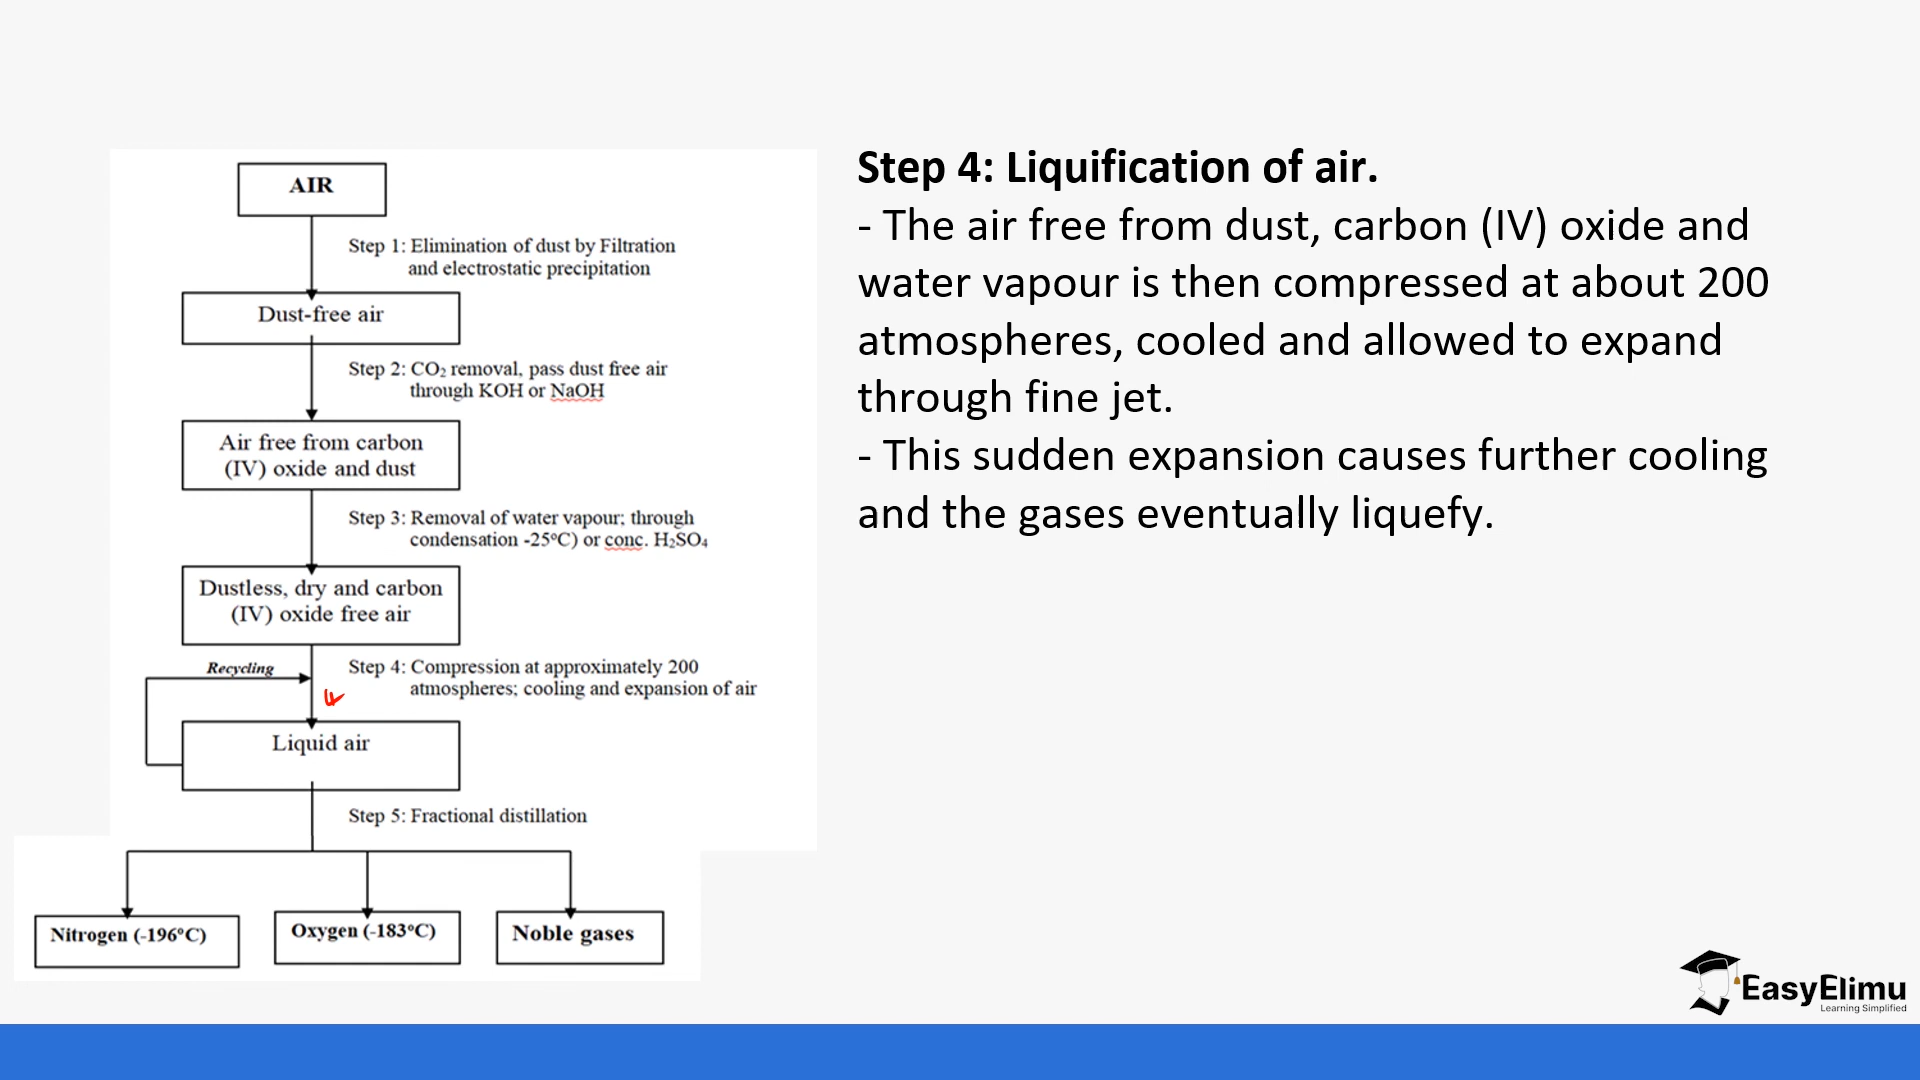 AIR
Step 1: Elimination of dust by Filtration
and electrostatic precipitation
Dust-free air
Step 2: CO₂ removal, pass dust free air
through KOH or NaOH
Air free from carbon
(IV) oxide and dust
Step 3: Removal of water vapour; through
condensation -25°C) or conc. H₂SO₄
Dustless, dry and carbon
(IV) oxide free air
Recycling
Step 4: Compression at approximately 200
atmospheres; cooling and expansion of air
Liquid air
Step 5: Fractional distillation
Nitrogen (-196°C)
Oxygen (-183°C)
Noble gases
Step 4: Liquification of air.
- The air free from dust, carbon (IV) oxide and
water vapour is then compressed at about 200
atmospheres, cooled and allowed to expand
through fine jet.
- This sudden expansion causes further cooling
and the gases eventually liquefy.
EasyElimu
Learning Simplified